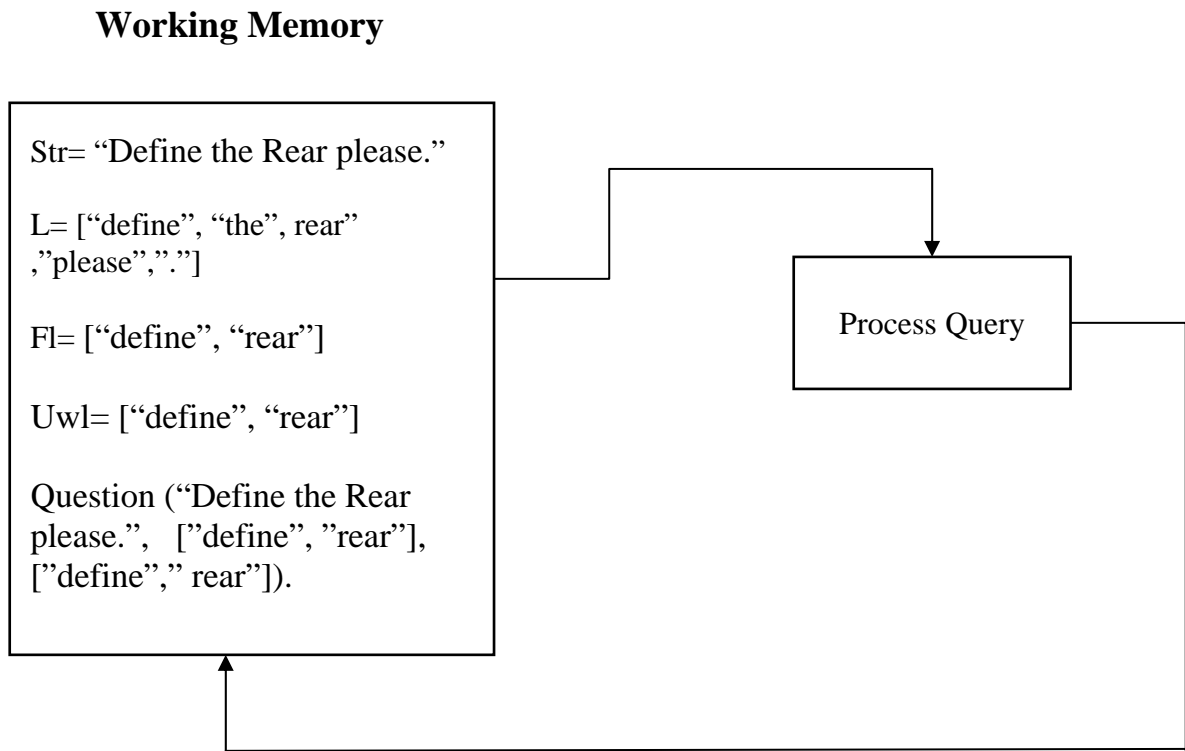 Working Memory
Str= “Define the Rear please.”
L= [“define”, “the”, rear”
,”please”,”.”]
Fl= [“define”, “rear”]
Uwl= [“define”, “rear”]
Question (“Define the Rear
please.”, [”define”, ”rear”],
[”define”,” rear”]).
Process Query